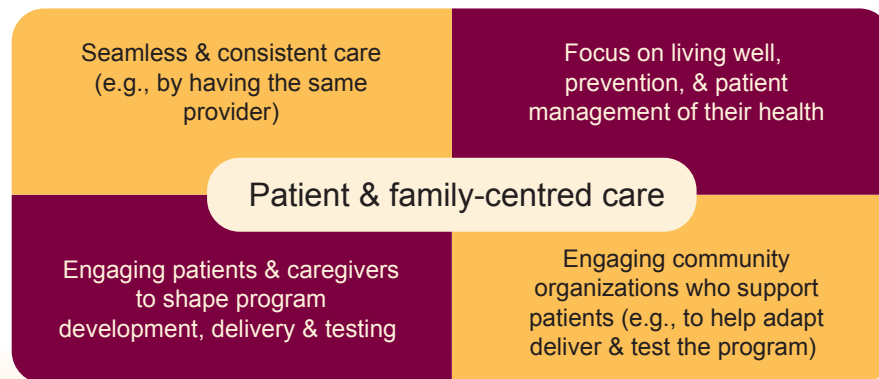 Seamless & consistent care
(e.g., by having the same
provider)
Focus on living well,
prevention, & patient
management of their health
Patient & family-centred care
Engaging patients & caregivers
to shape program
development, delivery & testing
Engaging community
organizations who support
patients (e.g., to help adapt
deliver & test the program)